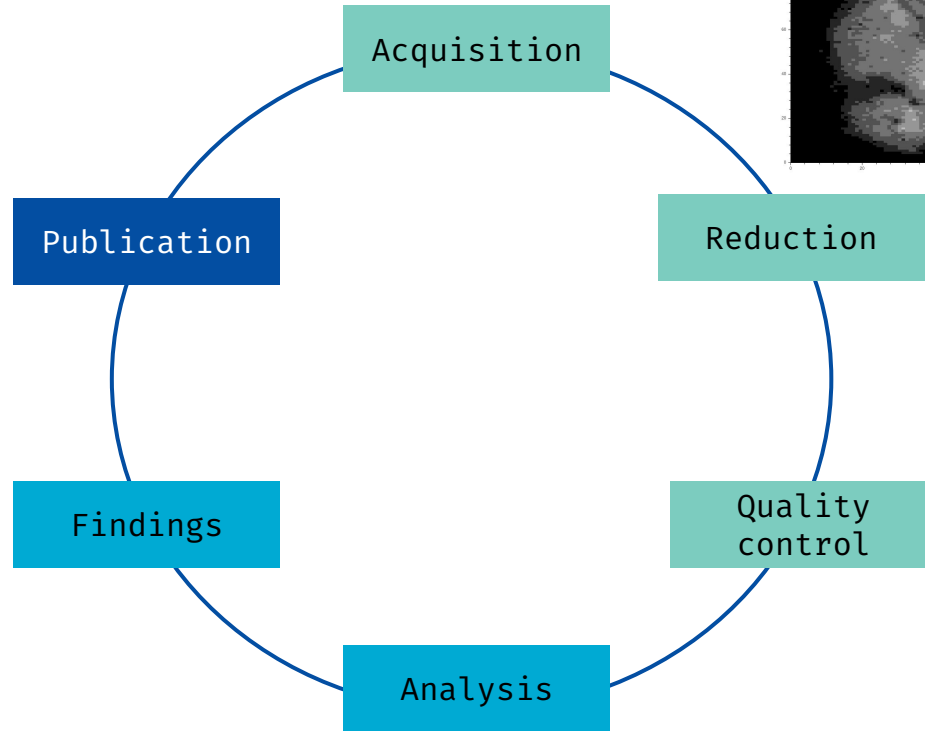 Acquisition
Reduction
Quality
control
Analysis
Findings
Publication